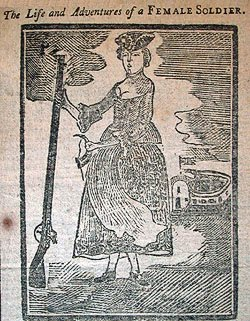 The Life and Adventures of a FEMALE SOLDIER.